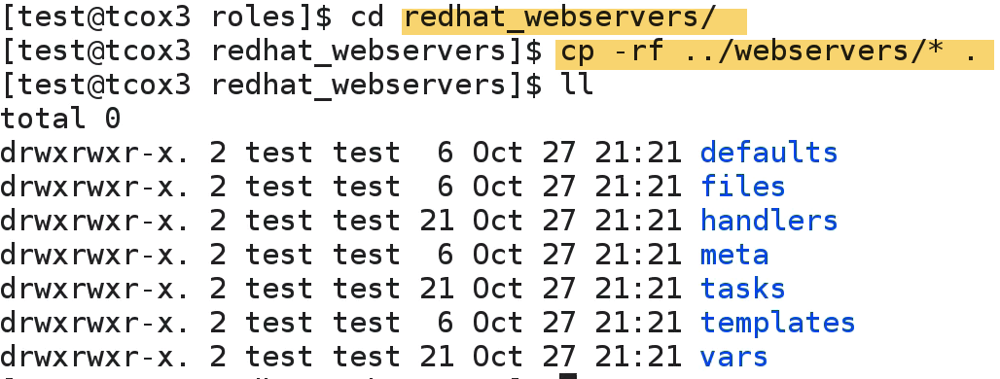 [test@tcox3 roles]$ cd redhat_webservers/
[test@tcox3 redhat_webservers]$ cp -rf ../webservers/* .
[test@tcox3 redhat_webservers]$ ll
total 0
drwxrwxr-x. 2 test test  6 Oct 27 21:21 defaults
drwxrwxr-x. 2 test test  6 Oct 27 21:21 files
drwxrwxr-x. 2 test test 21 Oct 27 21:21 handlers
drwxrwxr-x. 2 test test  6 Oct 27 21:21 meta
drwxrwxr-x. 2 test test 21 Oct 27 21:21 tasks
drwxrwxr-x. 2 test test  6 Oct 27 21:21 templates
drwxrwxr-x. 2 test test 21 Oct 27 21:21 vars